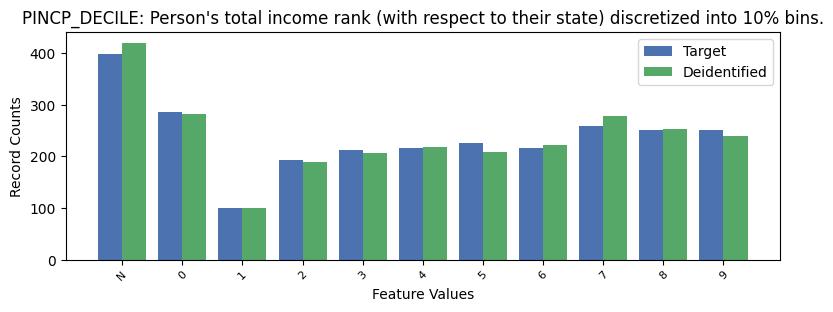 PINCP_DECILE: Person's total income rank (with respect to their state) discretized into 10% bins.
400
300
200
100
0
Record Counts
Target
Deidentified
N 0 1 2 3 4 5 6 7 8 9
Feature Values